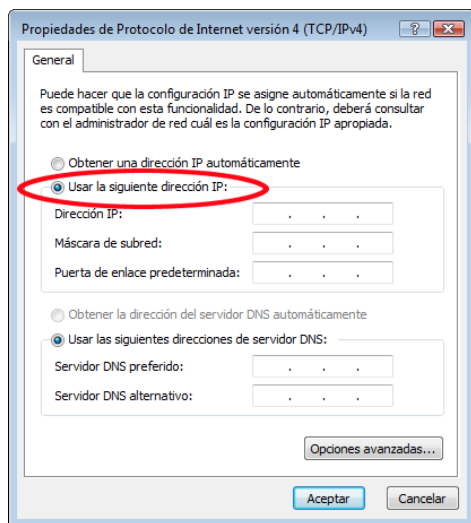 Propiedades de Protocolo de Internet versión 4 (TCP/IPv4)
General
Puede hacer que la configuración IP se asigne automáticamente si la red
es compatible con esta funcionalidad. De lo contrario, deberá consultar
con el administrador de red cuál es la configuración IP apropiada.
Obtener una dirección IP automáticamente
Usar la siguiente dirección IP:
Dirección IP:
Máscara de subred:
Puerta de enlace predeterminada:
Obtener la dirección del servidor DNS automáticamente
Usar las siguientes direcciones de servidor DNS:
Servidor DNS preferido:
Servidor DNS alternativo:
Opciones avanzadas...
Aceptar
Cancelar